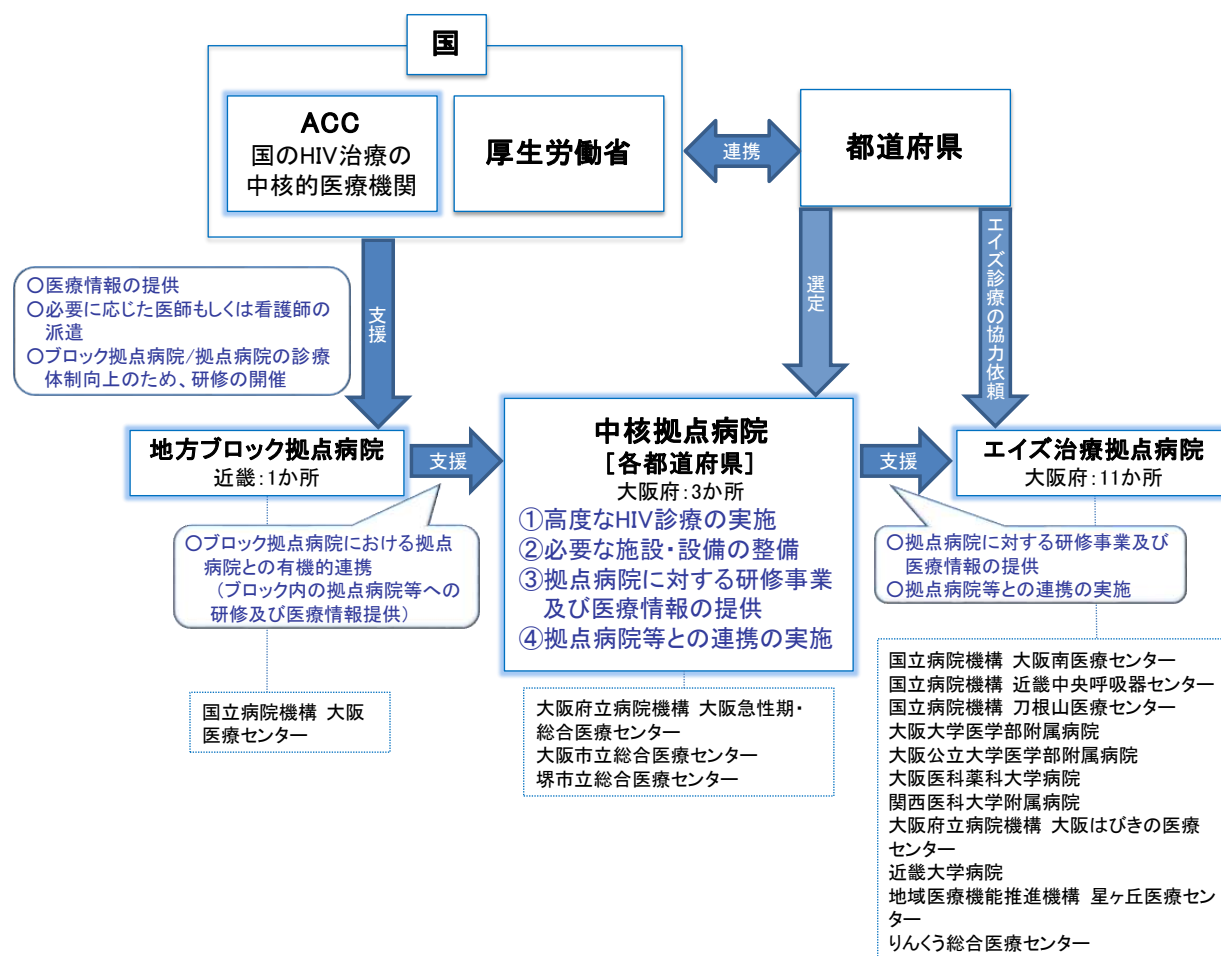 国
ACC
国のHIV治療の
中核的医療機関
厚生労働省
連携
都道府県
○医療情報の提供
○必要に応じた医師もしくは看護師の
派遣
○ブロック拠点病院/拠点病院の診療
体制向上のため、研修の開催
支援
選定
エイズ診療の協力依頼
地方ブロック拠点病院
近畿:1か所
支援
中核拠点病院
[各都道府県]
大阪府:3か所
①高度なHIV診療の実施
②必要な施設・設備の整備
③拠点病院に対する研修事業
及び医療情報の提供
④拠点病院等との連携の実施
支援
エイズ治療拠点病院
大阪府:11か所
○ブロック拠点病院における拠点
病院との有機的連携
(ブロック内の拠点病院等への
研修及び医療情報提供)
○拠点病院に対する研修事業及び
医療情報の提供
○拠点病院等との連携の実施
国立病院機構 大阪
医療センター
大阪府立病院機構 大阪急性期・
総合医療センター
大阪市立総合医療センター
堺市立総合医療センター
国立病院機構 大阪南医療センター
国立病院機構 近畿中央呼吸器センター
国立病院機構 刀根山医療センター
大阪大学医学部附属病院
大阪公立大学医学部附属病院
大阪医科薬科大学病院
関西医科大学附属病院
大阪府立病院機構 大阪はびきの医療
センター
近畿大学病院
地域医療機能推進機構 星ヶ丘医療セン
ター
りんくう総合医療センター